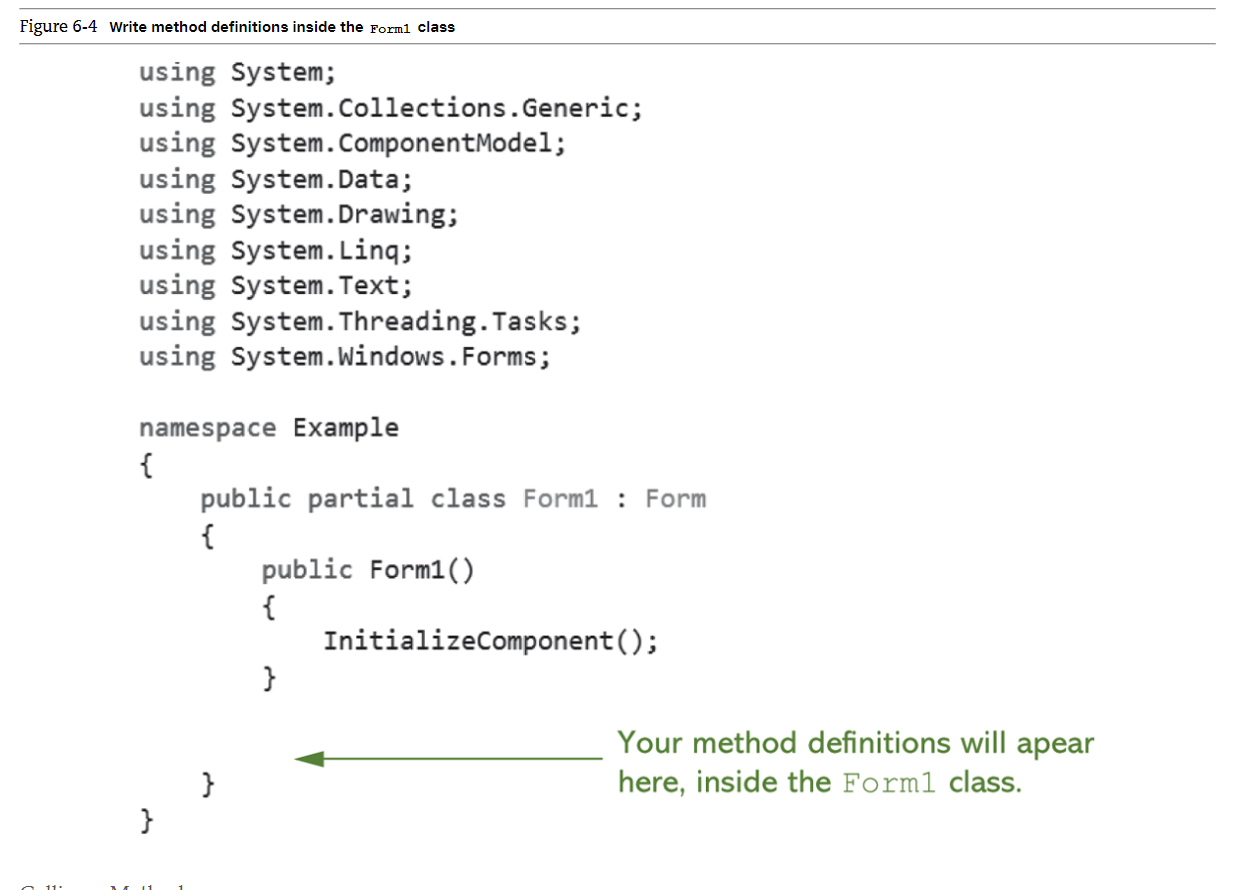 Figure 6-4 Write method definitions inside the Form1 class
using System;
using System.Collections.Generic;
using System.ComponentModel;
using System.Data;
using System.Drawing;
using System.Linq;
using System.Text;
using System.Threading.Tasks;
using System.Windows.Forms;
namespace Example
{
public partial class Form1 : Form
{
public Form1()
{
InitializeComponent();
}
Your method definitions will apear
here, inside the Form1 class.
}
}